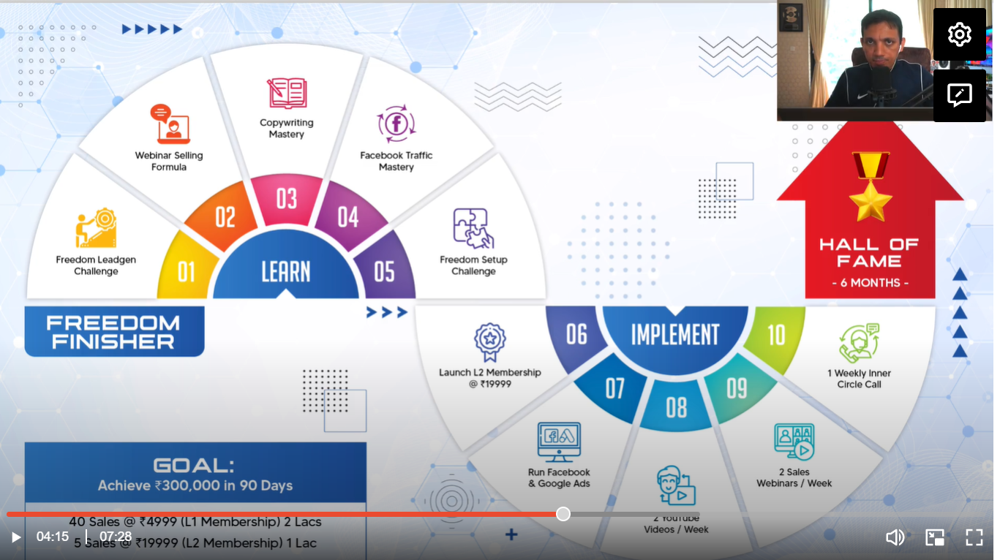 03
Copywriting
Mastery
02
Webinar Selling
Formula
04
Facebook Traffic
Mastery
01
Freedom Leadgen
Challenge
LEARN
05
Freedom Setup
Challenge
HALL OF
FAME
- 6 MONTHS -
FREEDOM
FINISHER
06
Launch L2 Membership
@ ₹19999
IMPLEMENT
10
1 Weekly Inner
Circle Call
07
Run Facebook
& Google Ads
08
2 YouTube
Videos / Week
09
2 Sales
Webinars / Week
GOAL:
Achieve ₹300,000 in 90 Days
40 Sales @ ₹4999 (L1 Membership) 2 Lacs
5 Sales @ ₹19999 (L2 Membership) 1 Lac
04:15 | 07:28